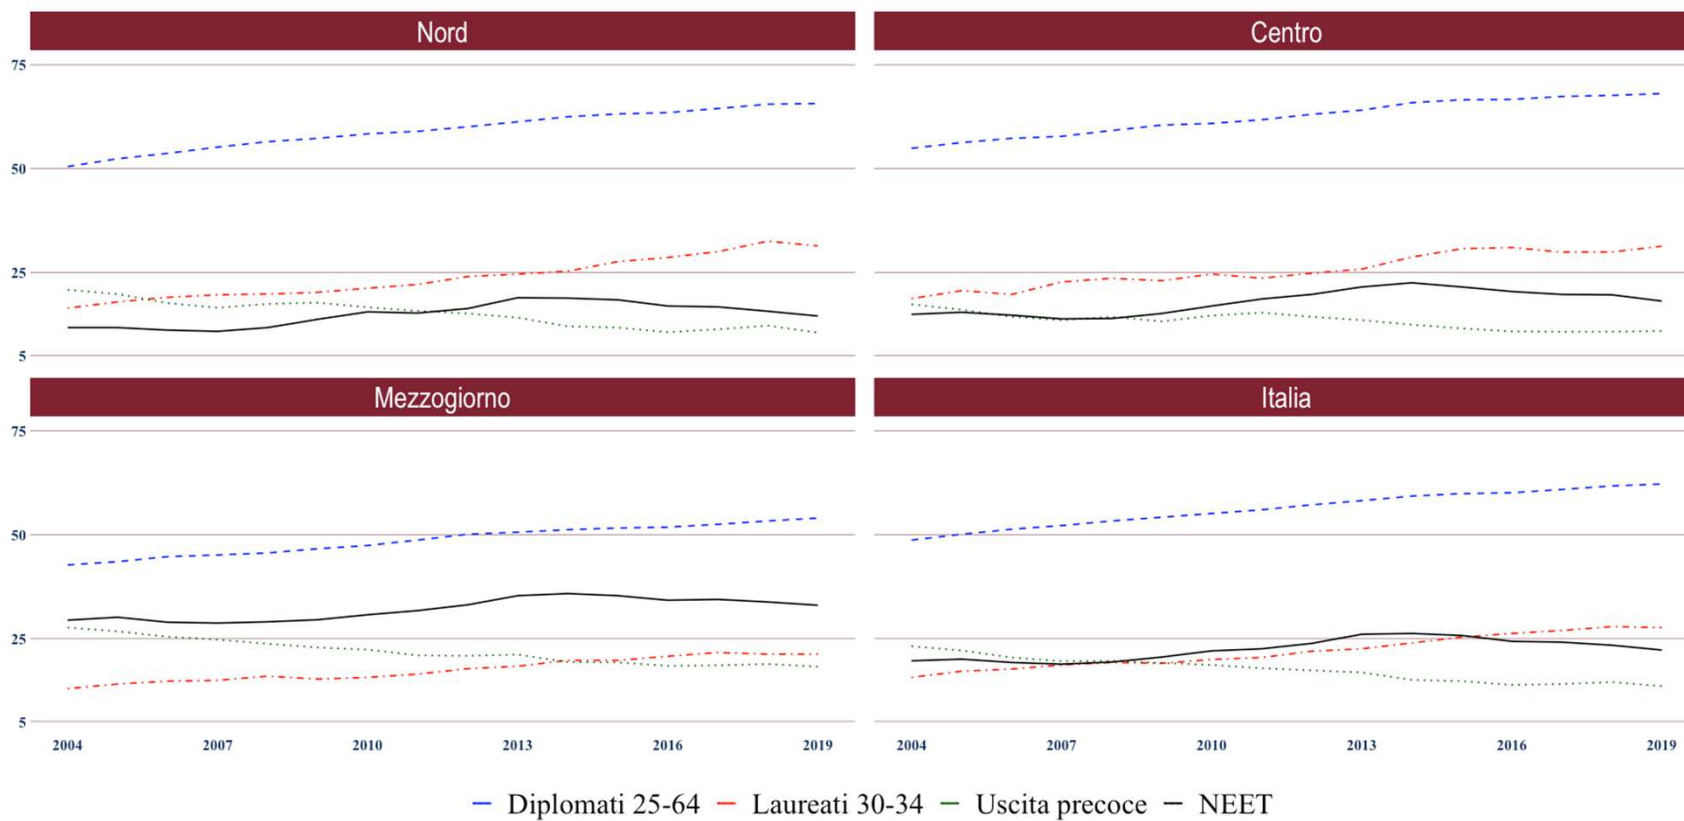 Nord Centro
75
50
25
5
Mezzogiorno Italia
75
50
25
5
2004 2007 2010 2013 2016 2019 2004 2007 2010 2013 2016 2019
Diplomati 25-64 Laureati 30-34 Uscita precoce NEET